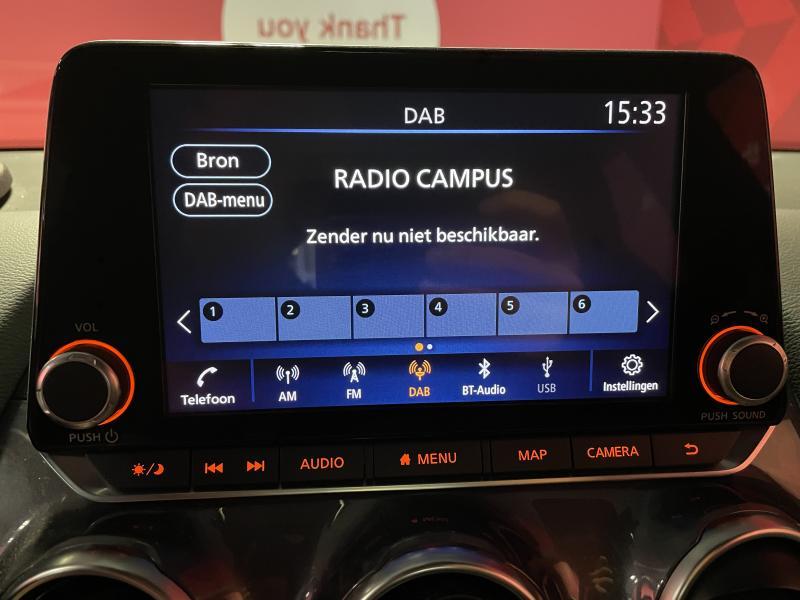 Thank you
DAB 15:33
Bron
RADIO CAMPUS
DAB-menu
Zender nu niet beschikbaar.
1 2 3 4 5 6
VOL
PUSH
Telefoon AM FM DAB BT-Audio USB Instellingen
PUSH SOUND
AUDIO MENU MAP CAMERA